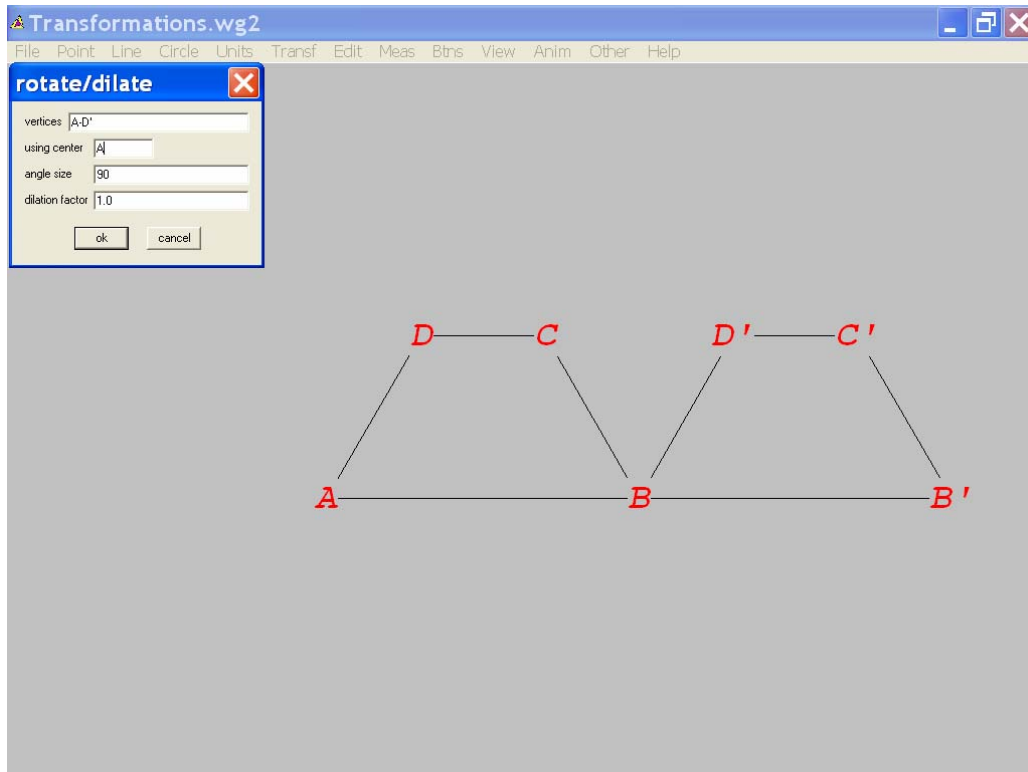 Transformations.wg2
File Point Line Circle Units Transf Edit Meas Btns View Anim Other Help
rotate/dilate
vertices A-D'
using center A
angle size 90
dilation factor 1.0
ok cancel
D C D' C'
A B B'